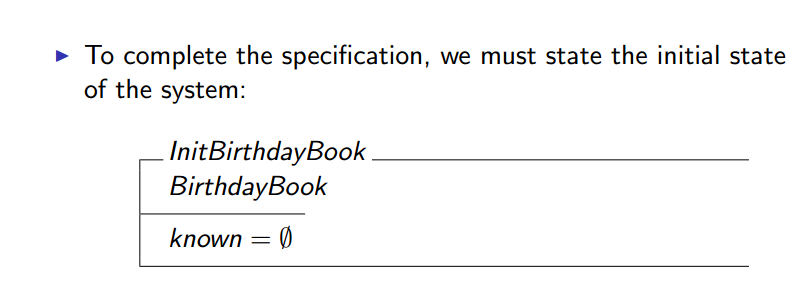 ► To complete the specification, we must state the initial state
of the system:
InitBirthdayBook
BirthdayBook
known = ∅